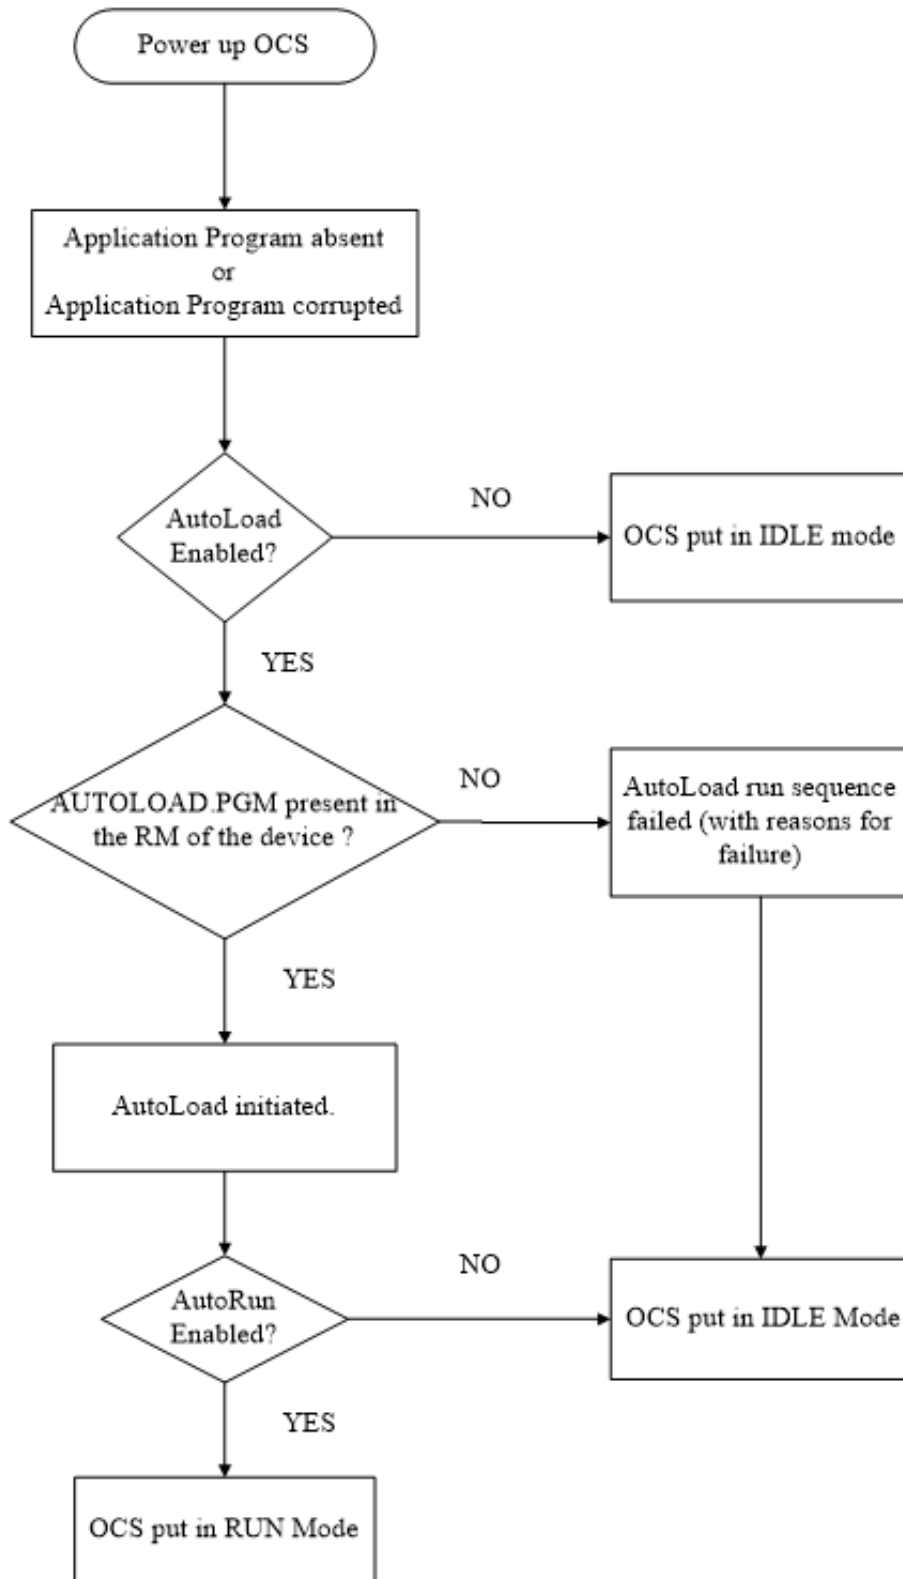 Power up OCS
Application Program absent
or
Application Program corrupted
AutoLoad
Enabled?
NO
OCS put in IDLE mode
YES
AUTOLOAD.PGM present in
the RM of the device ?
NO
AutoLoad run sequence
failed (with reasons for
failure)
YES
AutoLoad initiated.
AutoRun
Enabled?
NO
OCS put in IDLE Mode
YES
OCS put in RUN Mode